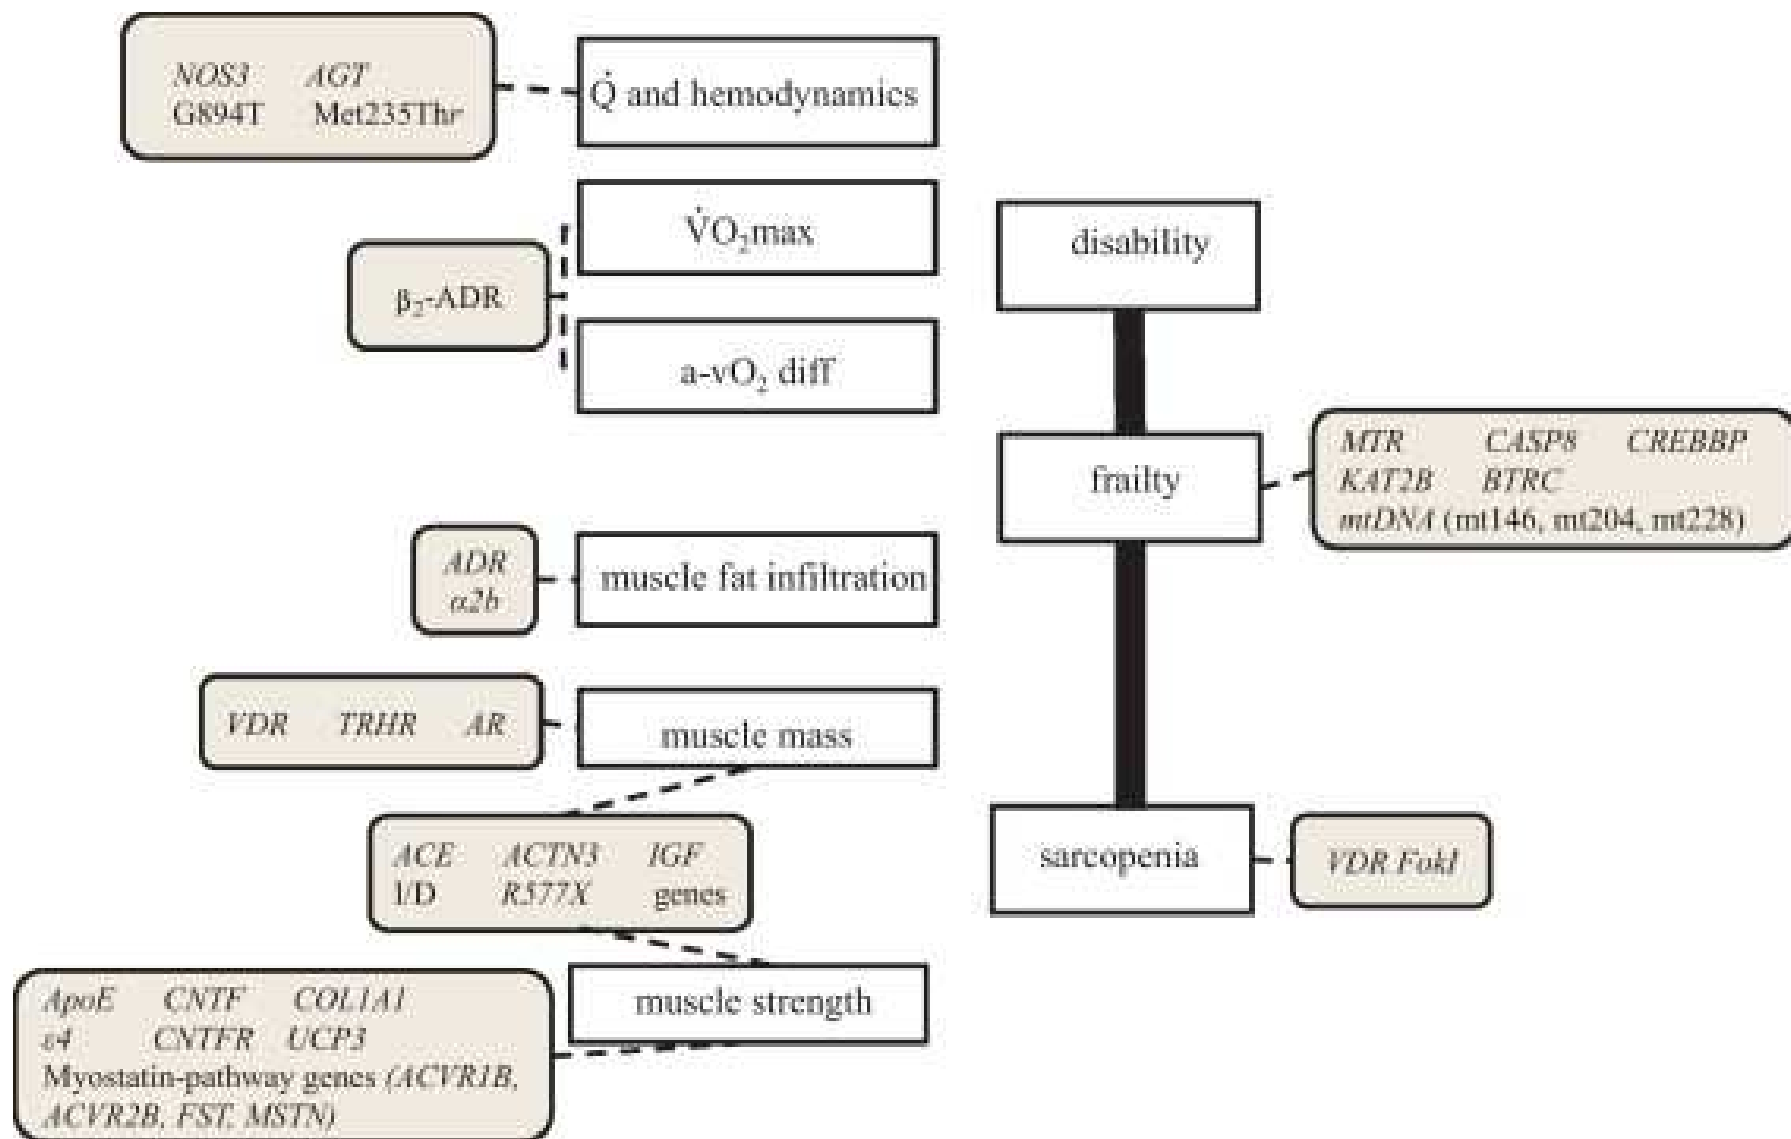 NOS3 AGT
G894T Met235Thr
Q̇ and hemodynamics
V̇O₂max
β₂-ADR
a-vO₂ diff
disability
frailty
MTR CASP8 CREBBP
KAT2B BTRC
mtDNA (mt146, mt204, mt228)
ADR
α2b
muscle fat infiltration
VDR TRHR AR
muscle mass
ACE ACTN3 IGF
I/D R577X genes
sarcopenia
VDR FokI
muscle strength
ApoE CNTF COL1A1
ε4 CNTFR UCP3
Myostatin-pathway genes (ACVR1B,
ACVR2B, FST, MSTN)